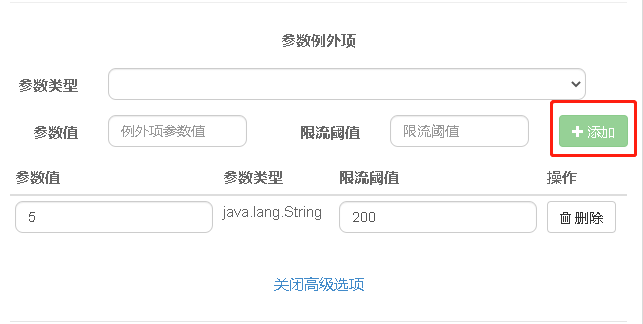 参数例外项
参数类型
参数值 例外项参数值 限流阈值 限流阈值 添加
参数值 参数类型 限流阈值 操作
5 java.lang.String 200 删除
关闭高级选项